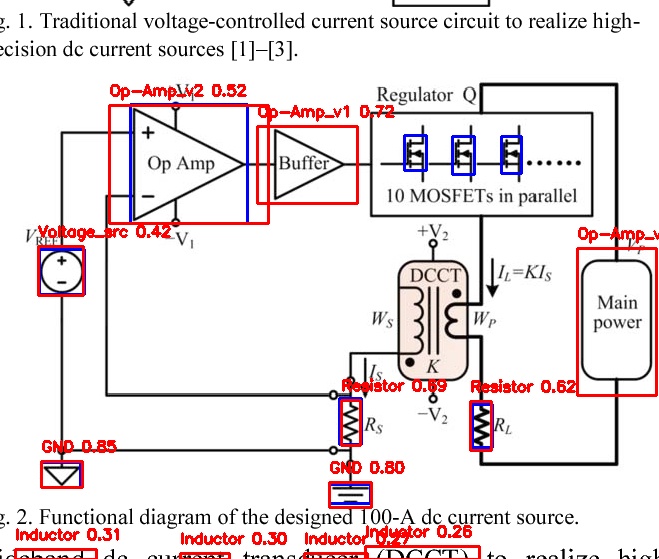 g. 1. Traditional voltage-controlled current source circuit to realize high-
ecision dc current sources [1]–[3].
Op-Amp_v2 0.52
Op-Amp_v1 0.72
Regulator Q
+
Op Amp
Buffer
−
10 MOSFETs in parallel
−V1
+V2
Voltage_src 0.42
Op-Amp_v
+
−
DCCT
IL=KIS
Main
power
WS
WP
K
IS
Resistor 0.69
Resistor 0.62
−V2
RS
RL
GND 0.85
GND 0.80
g. 2. Functional diagram of the designed 100-A dc current source.
Inductor 0.31
Inductor 0.30
Inductor
Inductor 0.26
dc current (DCCT) to realize